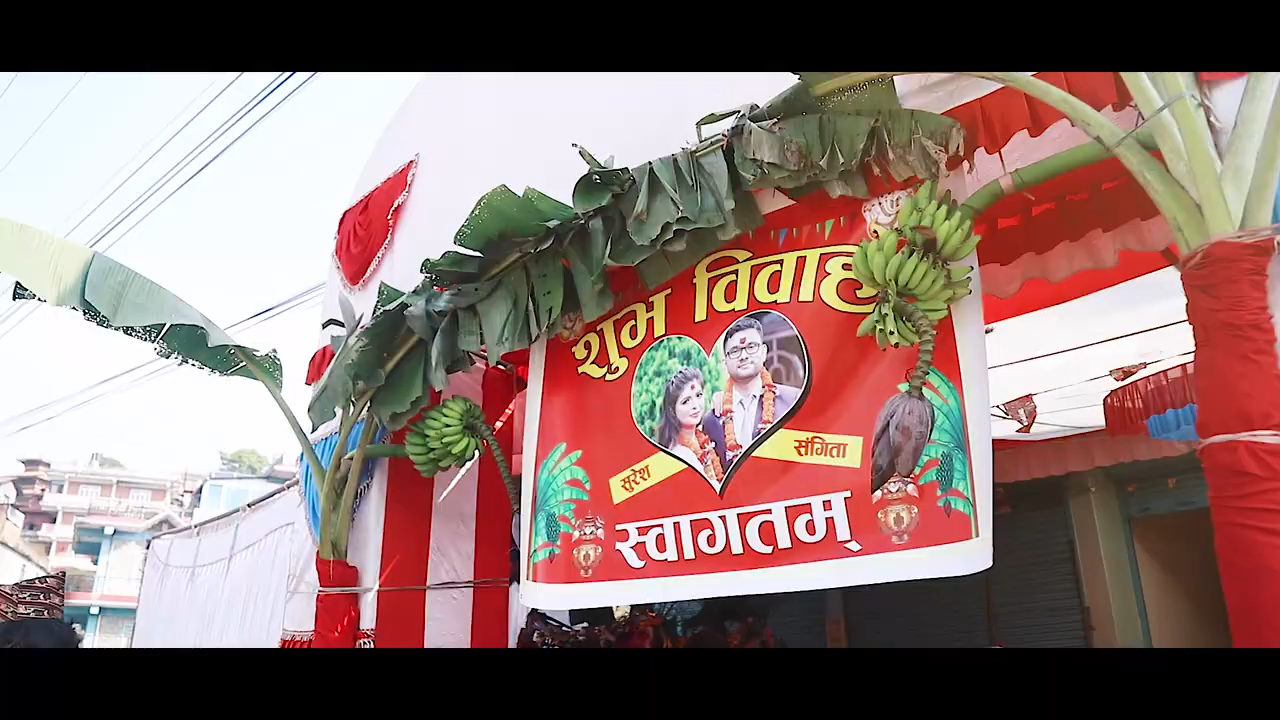 शुभ विवाह
सुरेश
संगिता
स्वागतम्